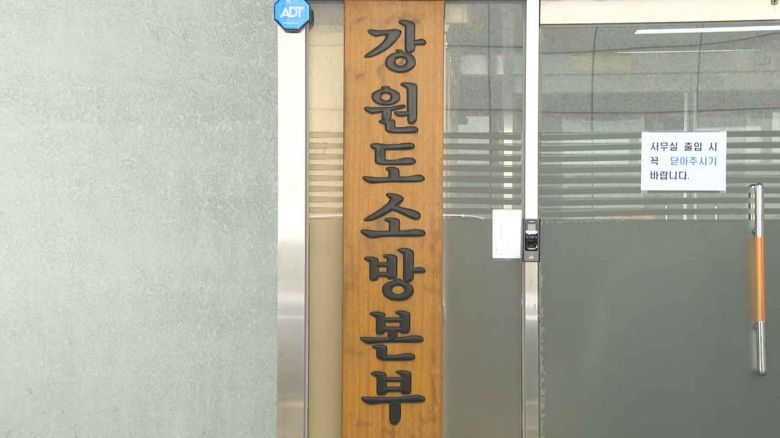 ADT
강원도소방본부
사무실 출입 시
꼭 닫아주시기
바랍니다.